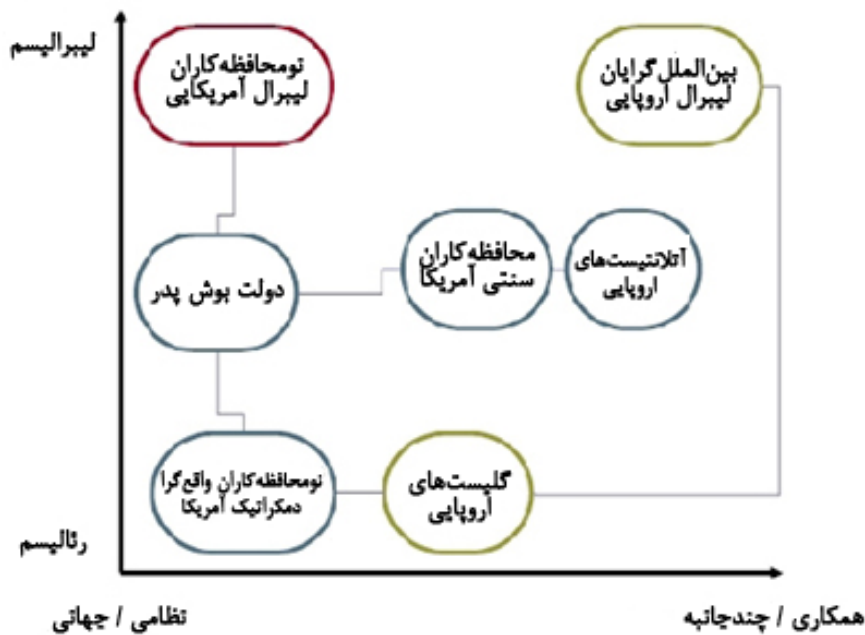 لیبرالیسم
نومحافظه‌کاران
لیبرال آمریکایی
بین‌الملل‌گرایان
لیبرال اروپایی
دولت بوش پدر
محافظه‌کاران
سنتی آمریکا
آتلانتیست‌های
اروپایی
نومحافظه‌کاران واقع‌گرا
دمکراتیک آمریکا
گلیست‌های
اروپایی
رئالیسم
نظامی / جهانی
همکاری / چندجانبه